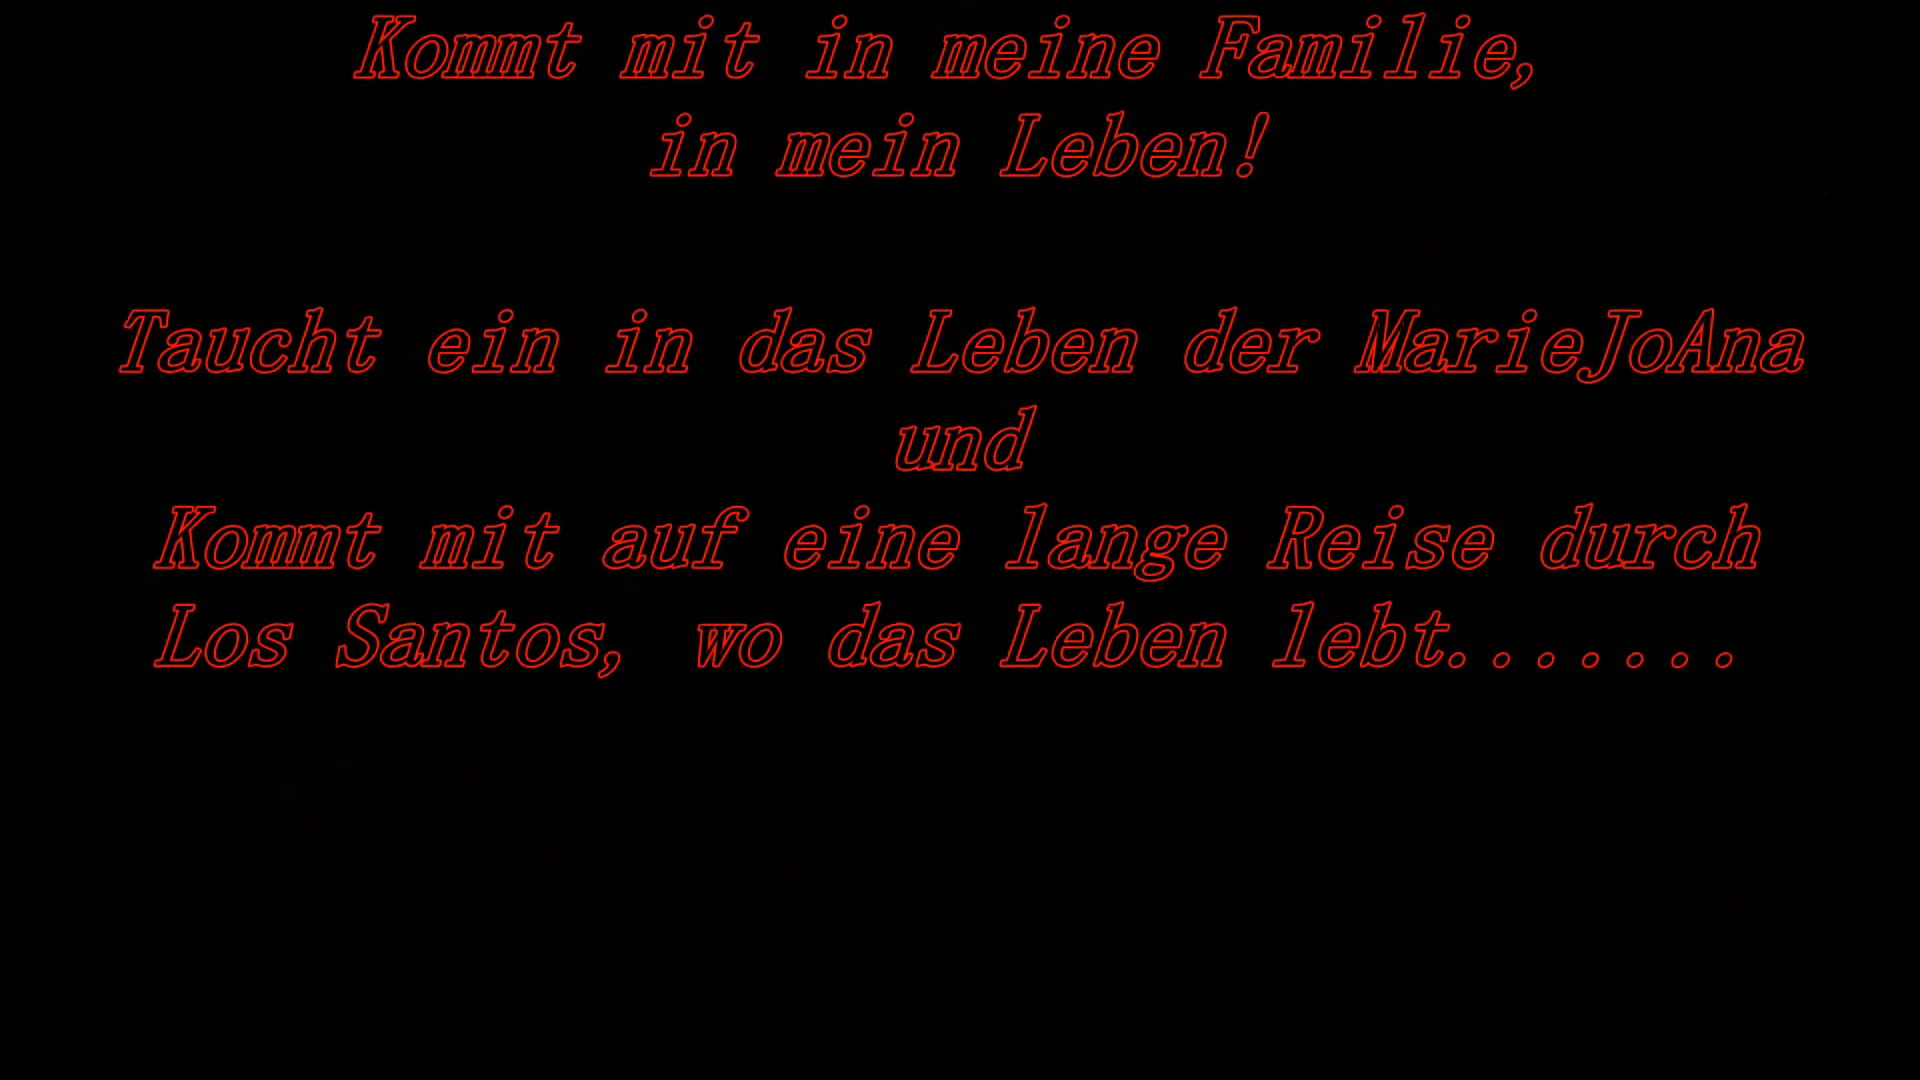 Kommt mit in meine Familie,
in mein Leben!
Taucht ein in das Leben der MarieJoAna
und
Kommt mit auf eine lange Reise durch
Los Santos, wo das Leben lebt.......